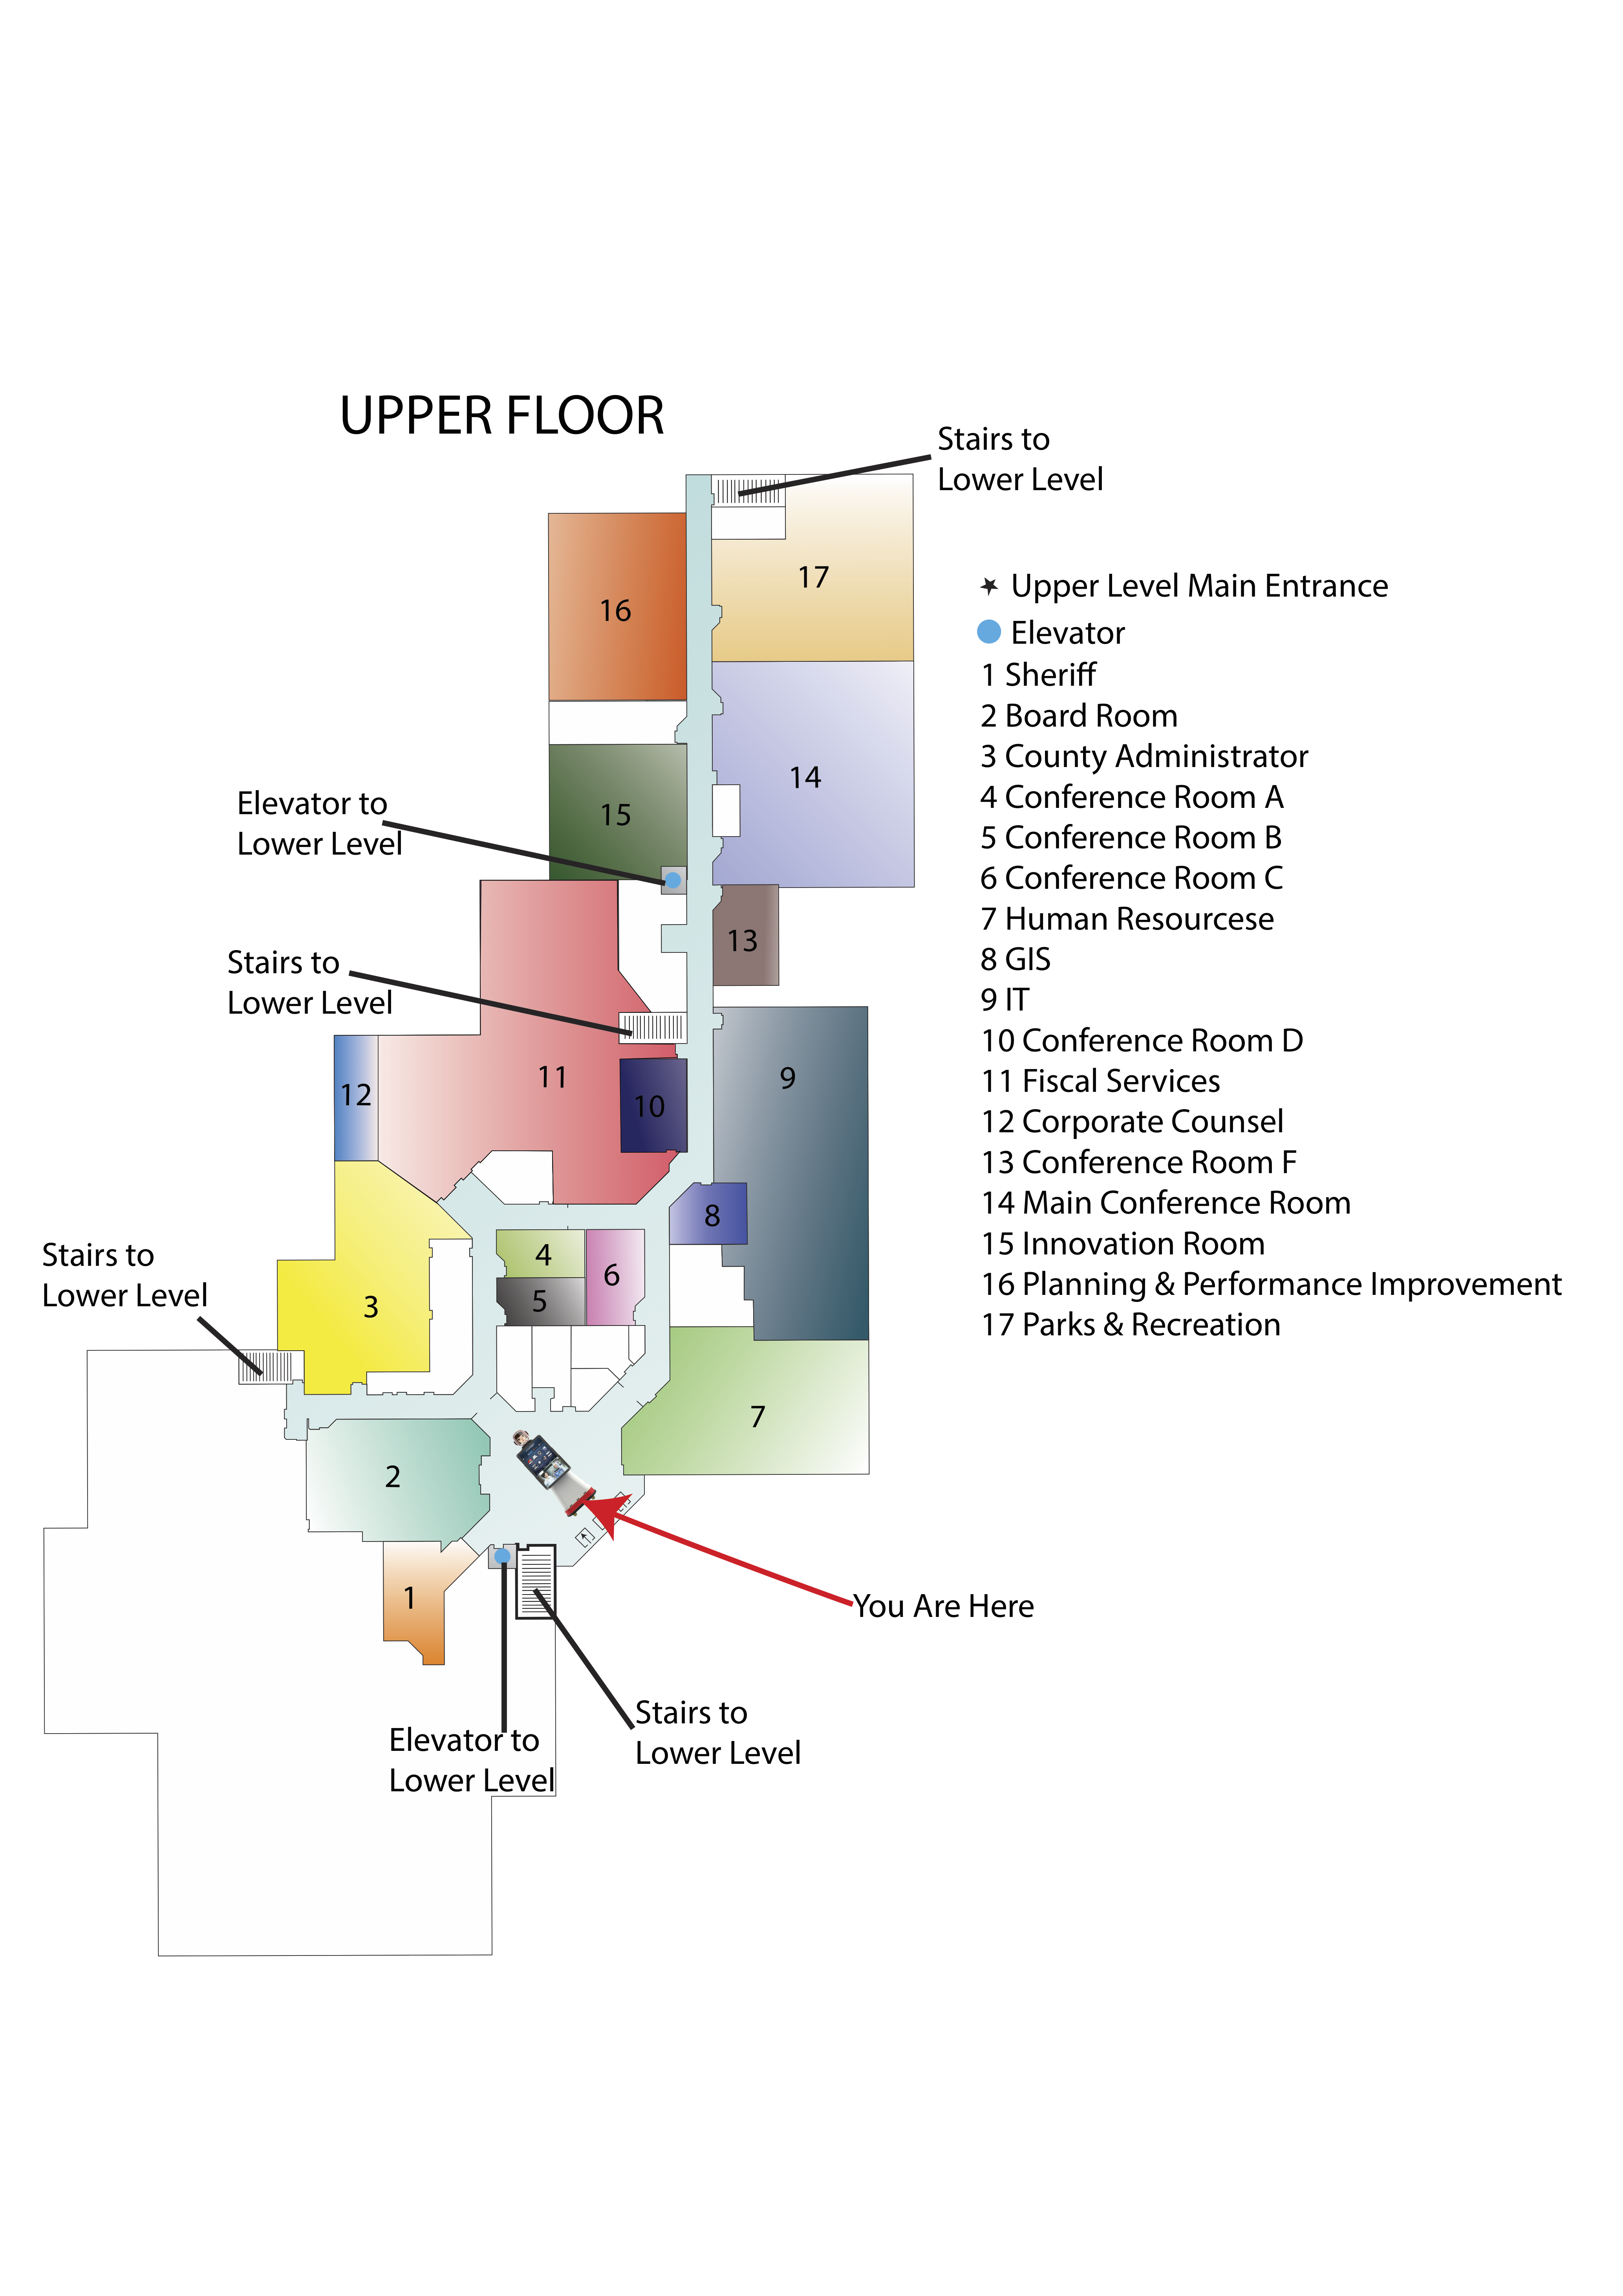 UPPER FLOOR
Stairs to
Lower Level
17
16
14
15
Elevator to
Lower Level
13
Stairs to
Lower Level
11
9
12
10
8
4
6
5
Stairs to
Lower Level
3
7
2
1
You Are Here
Stairs to
Lower Level
Elevator to
Lower Level
Upper Level Main Entrance
Elevator
1 Sheriff
2 Board Room
3 County Administrator
4 Conference Room A
5 Conference Room B
6 Conference Room C
7 Human Resourcese
8 GIS
9 IT
10 Conference Room D
11 Fiscal Services
12 Corporate Counsel
13 Conference Room F
14 Main Conference Room
15 Innovation Room
16 Planning & Performance Improvement
17 Parks & Recreation